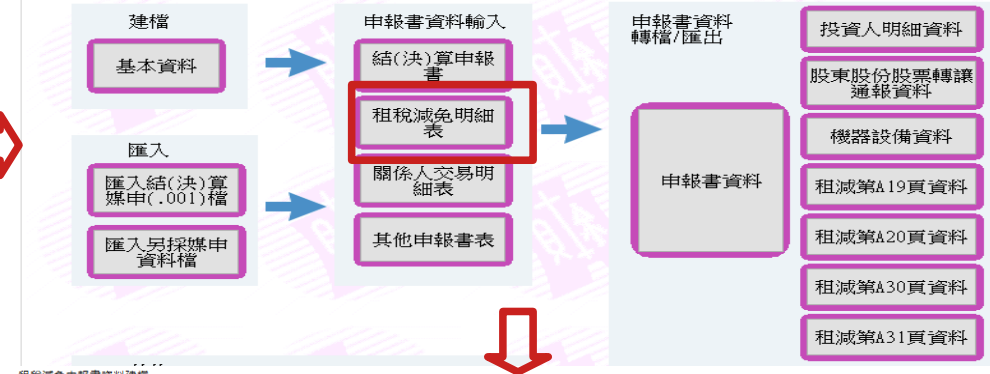 建檔
基本資料
匯入
匯入結(決)算
媒申(.001)檔
匯入另採媒申
資料檔
申報書資料輸入
結(決)算申報
書
租稅減免明細
表
關係人交易明
細表
其他申報書表
申報書資料
轉檔/匯出
申報書資料
投資人明細資料
股東股份股票轉讓
通報資料
機器設備資料
租減第A19頁資料
租減第A20頁資料
租減第A30頁資料
租減第A31頁資料